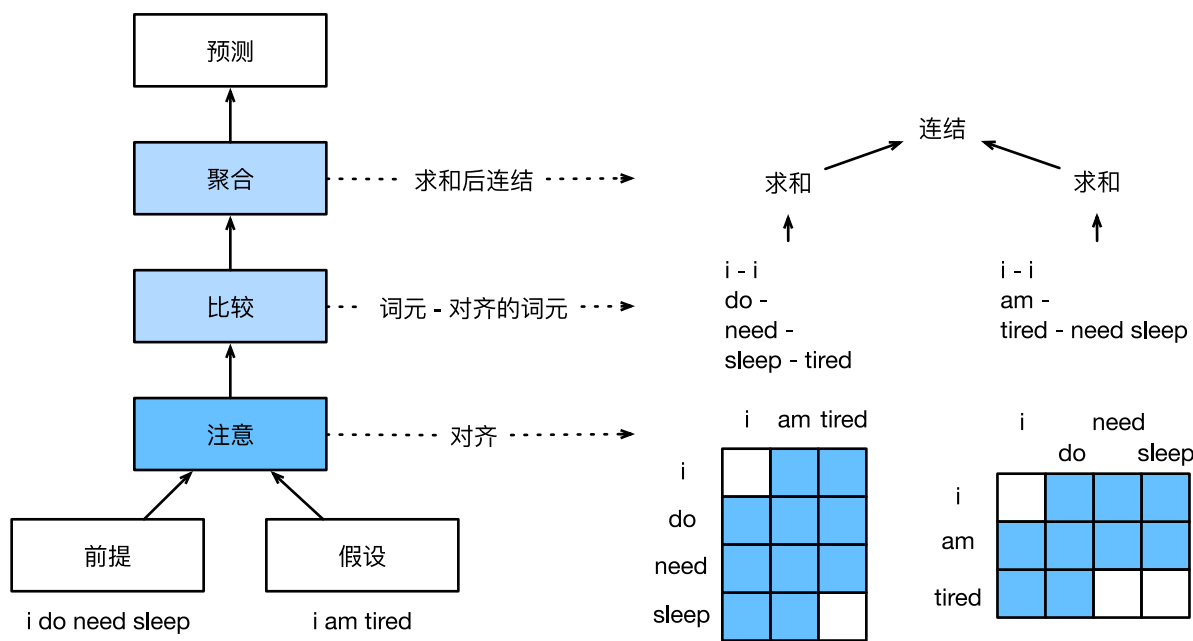 预测
聚合
求和后连结
比较
词元 - 对齐的词元
注意
对齐
前提
假设
i do need sleep
i am tired
连结
求和
求和
i - i
do -
need -
sleep - tired
i - i
am -
tired - need sleep
i am tired
i
do
need
sleep
i need
do sleep
i
am
tired